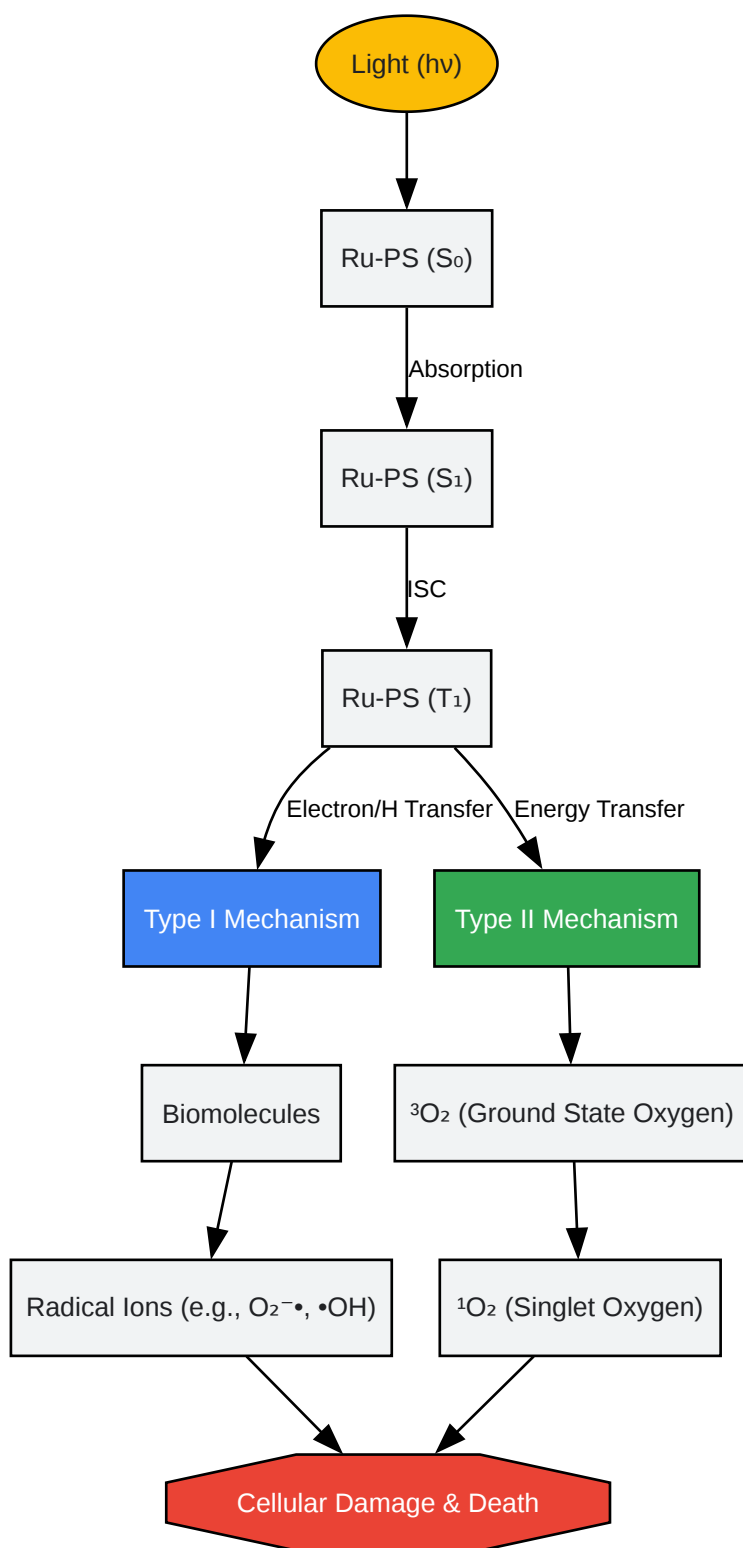 Light (hν)
Ru-PS (S₀)
Absorption
Ru-PS (S₁)
ISC
Ru-PS (T₁)
Electron/H Transfer
Energy Transfer
Type I Mechanism
Type II Mechanism
Biomolecules
³O₂ (Ground State Oxygen)
Radical Ions (e.g., O₂⁻•, •OH)
¹O₂ (Singlet Oxygen)
Cellular Damage & Death